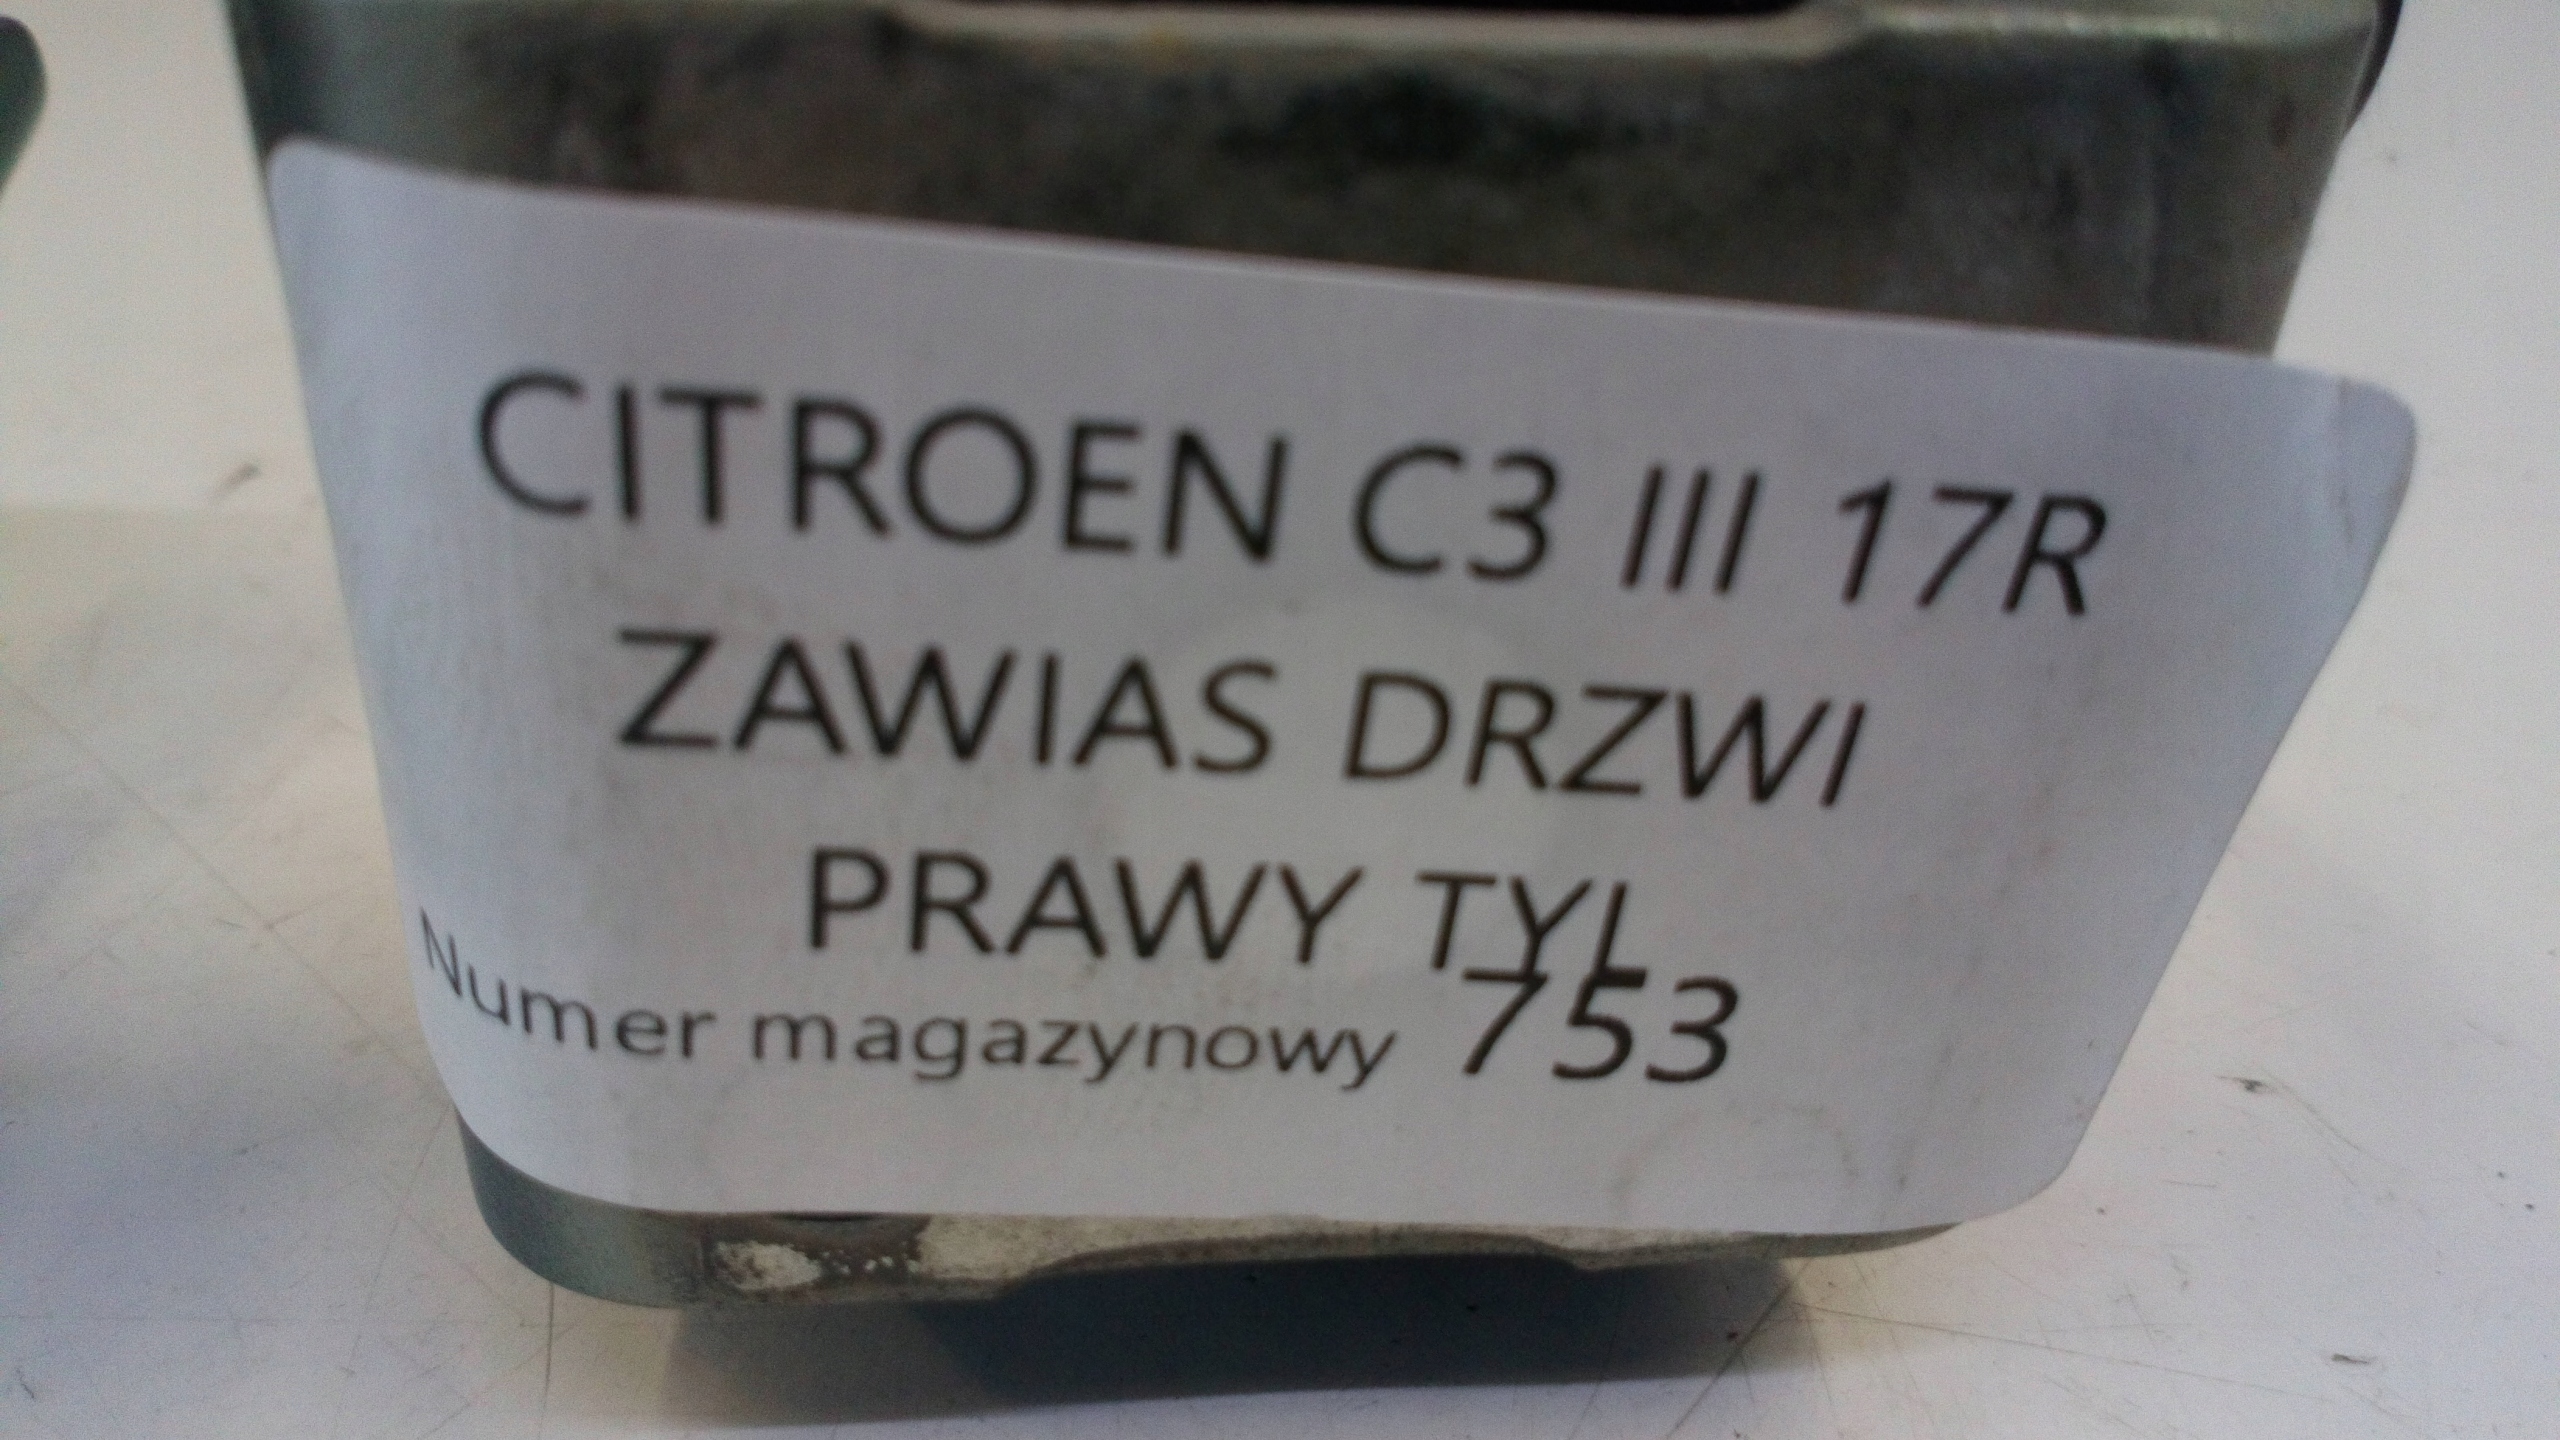 CITROEN C3 III 17R
ZAWIAS DRZWI
PRAWY TYL
Numer magazynowy 753